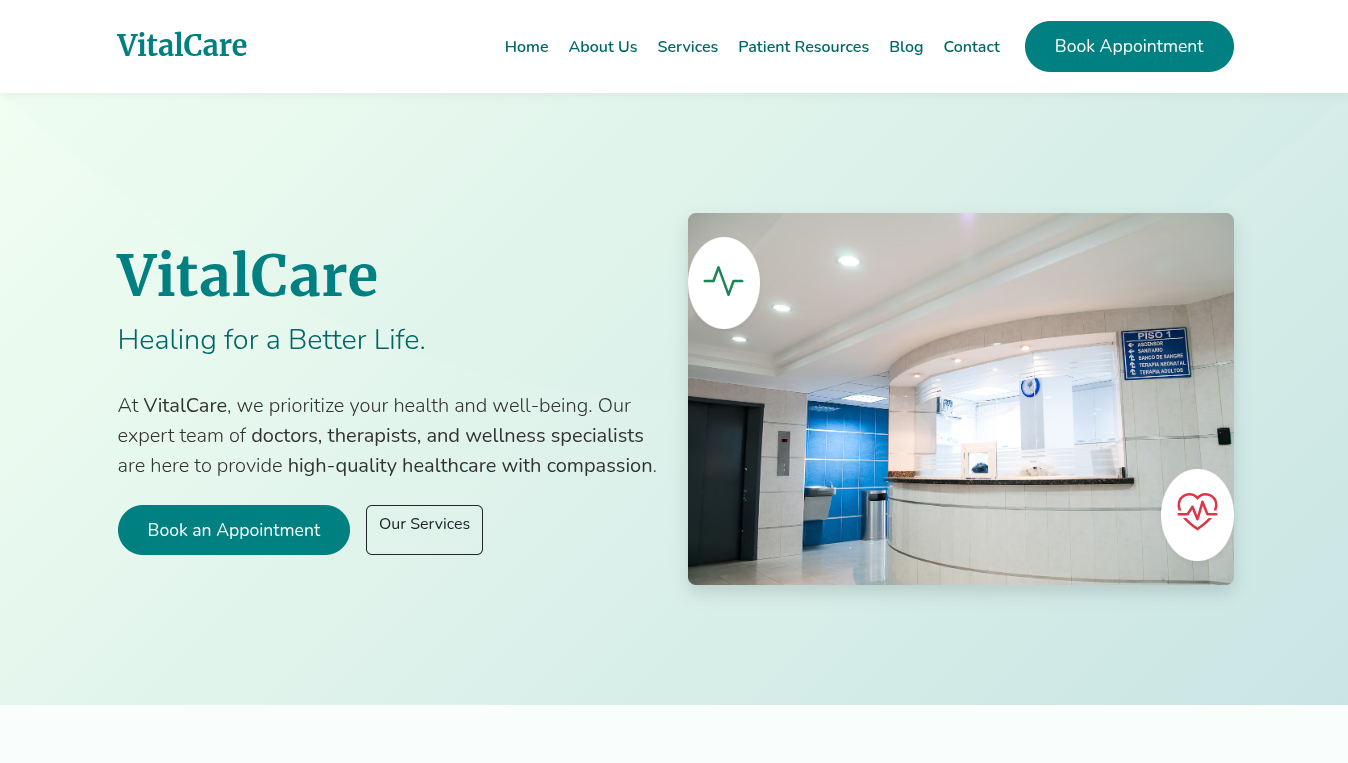 VitalCare
Home
About Us
Services
Patient Resources
Blog
Contact
Book Appointment
VitalCare
Healing for a Better Life.
At VitalCare, we prioritize your health and well-being. Our
expert team of doctors, therapists, and wellness specialists
are here to provide high-quality healthcare with compassion.
Book an Appointment
Our Services
PISO 1
ASCENSOR
SANITARIO
BANCO DE SANGRE
TERAPIA NEONATAL
TERAPIA ADULTOS